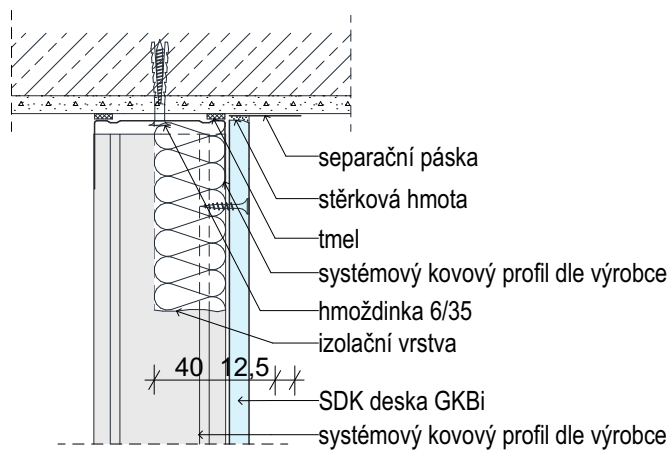 separační páska
stěrková hmota
tmel
systémový kovový profil dle výrobce
hmoždinka 6/35
izolační vrstva
40 12,5
SDK deska GKBi
systémový kovový profil dle výrobce